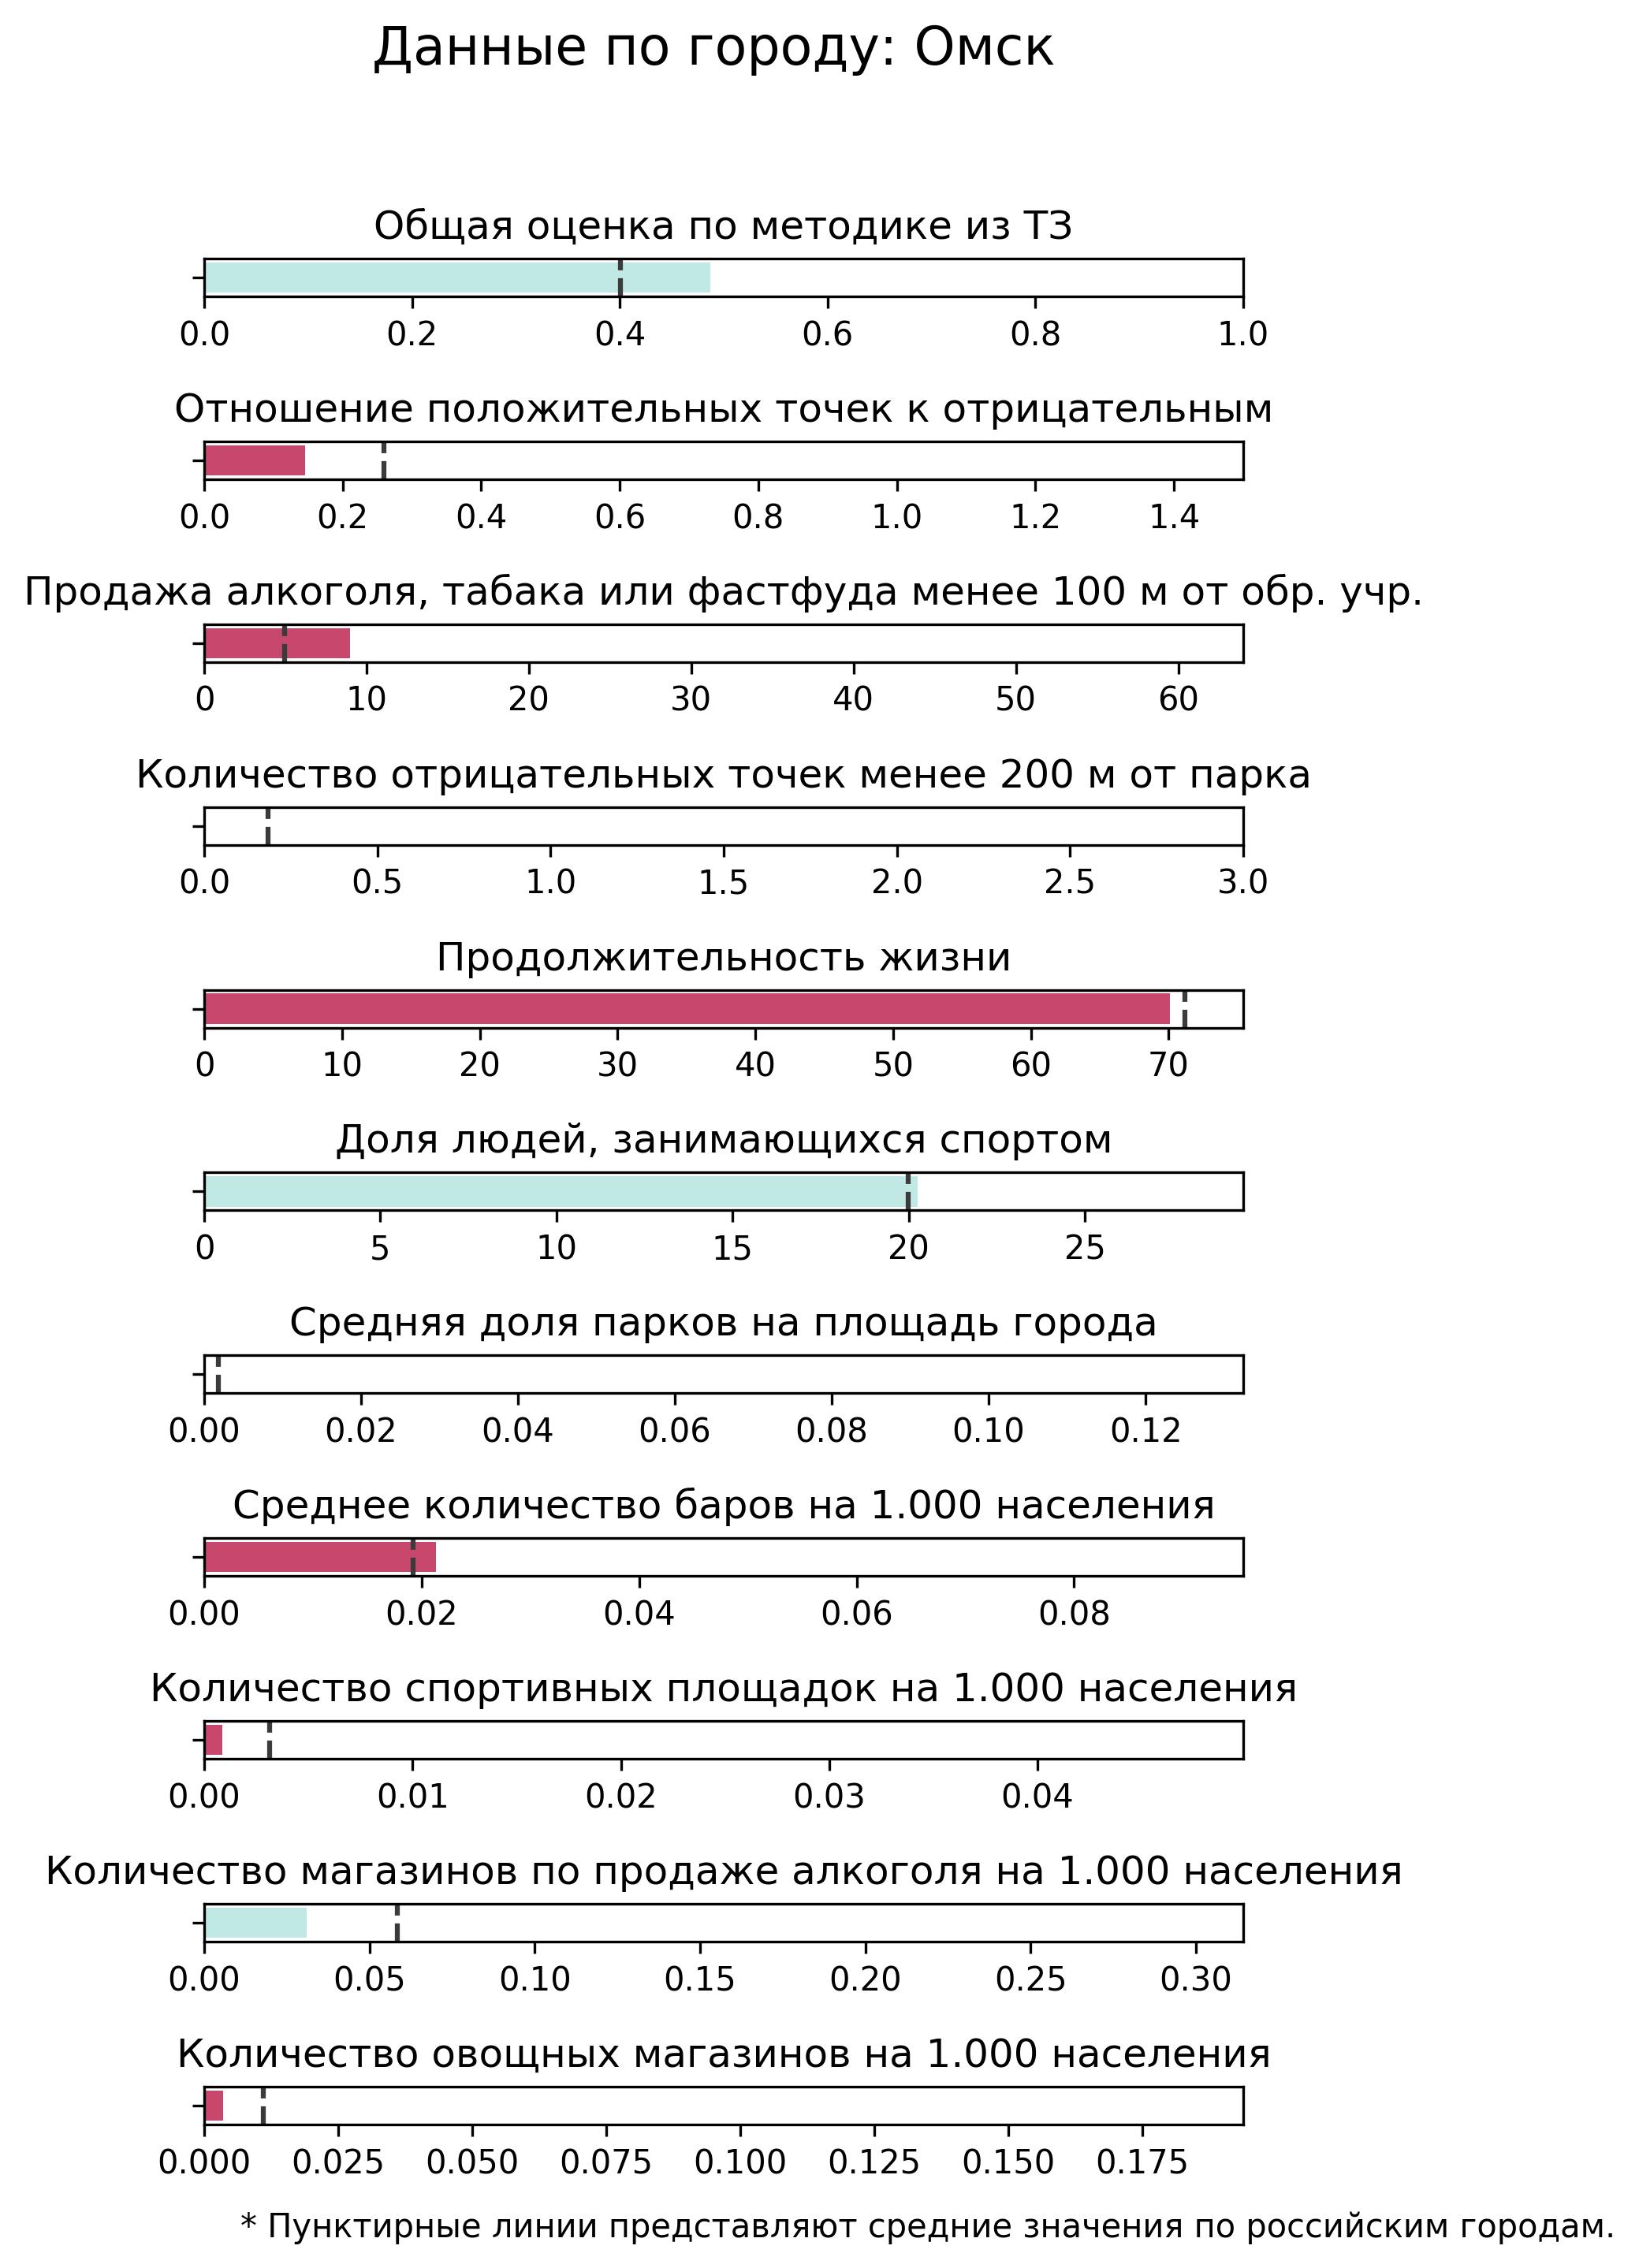 Данные по городу: Омск
Общая оценка по методике из ТЗ
0.0 0.2 0.4 0.6 0.8 1.0
Отношение положительных точек к отрицательным
0.0 0.2 0.4 0.6 0.8 1.0 1.2 1.4
Продажа алкоголя, табака или фастфуда менее 100 м от обр. учр.
0 10 20 30 40 50 60
Количество отрицательных точек менее 200 м от парка
0.0 0.5 1.0 1.5 2.0 2.5 3.0
Продолжительность жизни
0 10 20 30 40 50 60 70
Доля людей, занимающихся спортом
0 5 10 15 20 25
Средняя доля парков на площадь города
0.00 0.02 0.04 0.06 0.08 0.10 0.12
Среднее количество баров на 1.000 населения
0.00 0.02 0.04 0.06 0.08
Количество спортивных площадок на 1.000 населения
0.00 0.01 0.02 0.03 0.04
Количество магазинов по продаже алкоголя на 1.000 населения
0.00 0.05 0.10 0.15 0.20 0.25 0.30
Количество овощных магазинов на 1.000 населения
0.000 0.025 0.050 0.075 0.100 0.125 0.150 0.175
* Пунктирные линии представляют средние значения по российским городам.